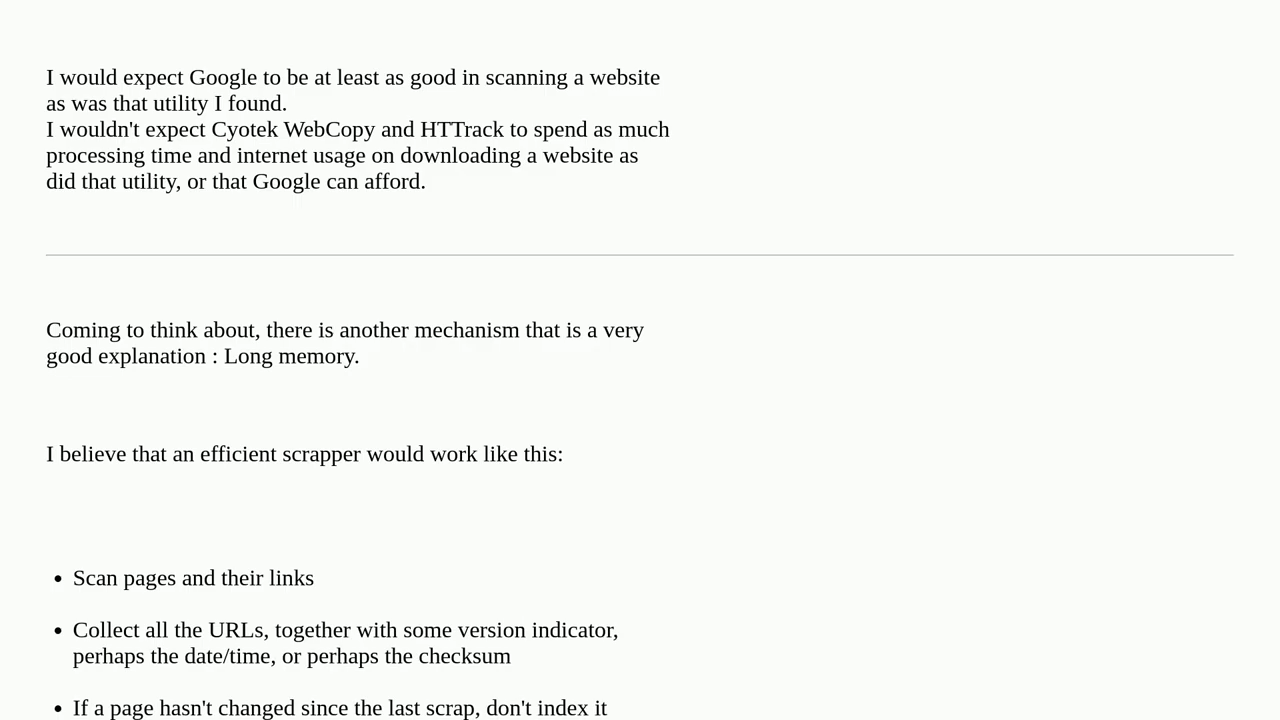 I would expect Google to be at least as good in scanning a website
as was that utility I found.
I wouldn't expect Cyotek WebCopy and HTTrack to spend as much
processing time and internet usage on downloading a website as
did that utility, or that Google can afford.
Coming to think about, there is another mechanism that is a very
good explanation : Long memory.
I believe that an efficient scrapper would work like this:
• Scan pages and their links
• Collect all the URLs, together with some version indicator,
perhaps the date/time, or perhaps the checksum
• If a page hasn't changed since the last scrap, don't index it